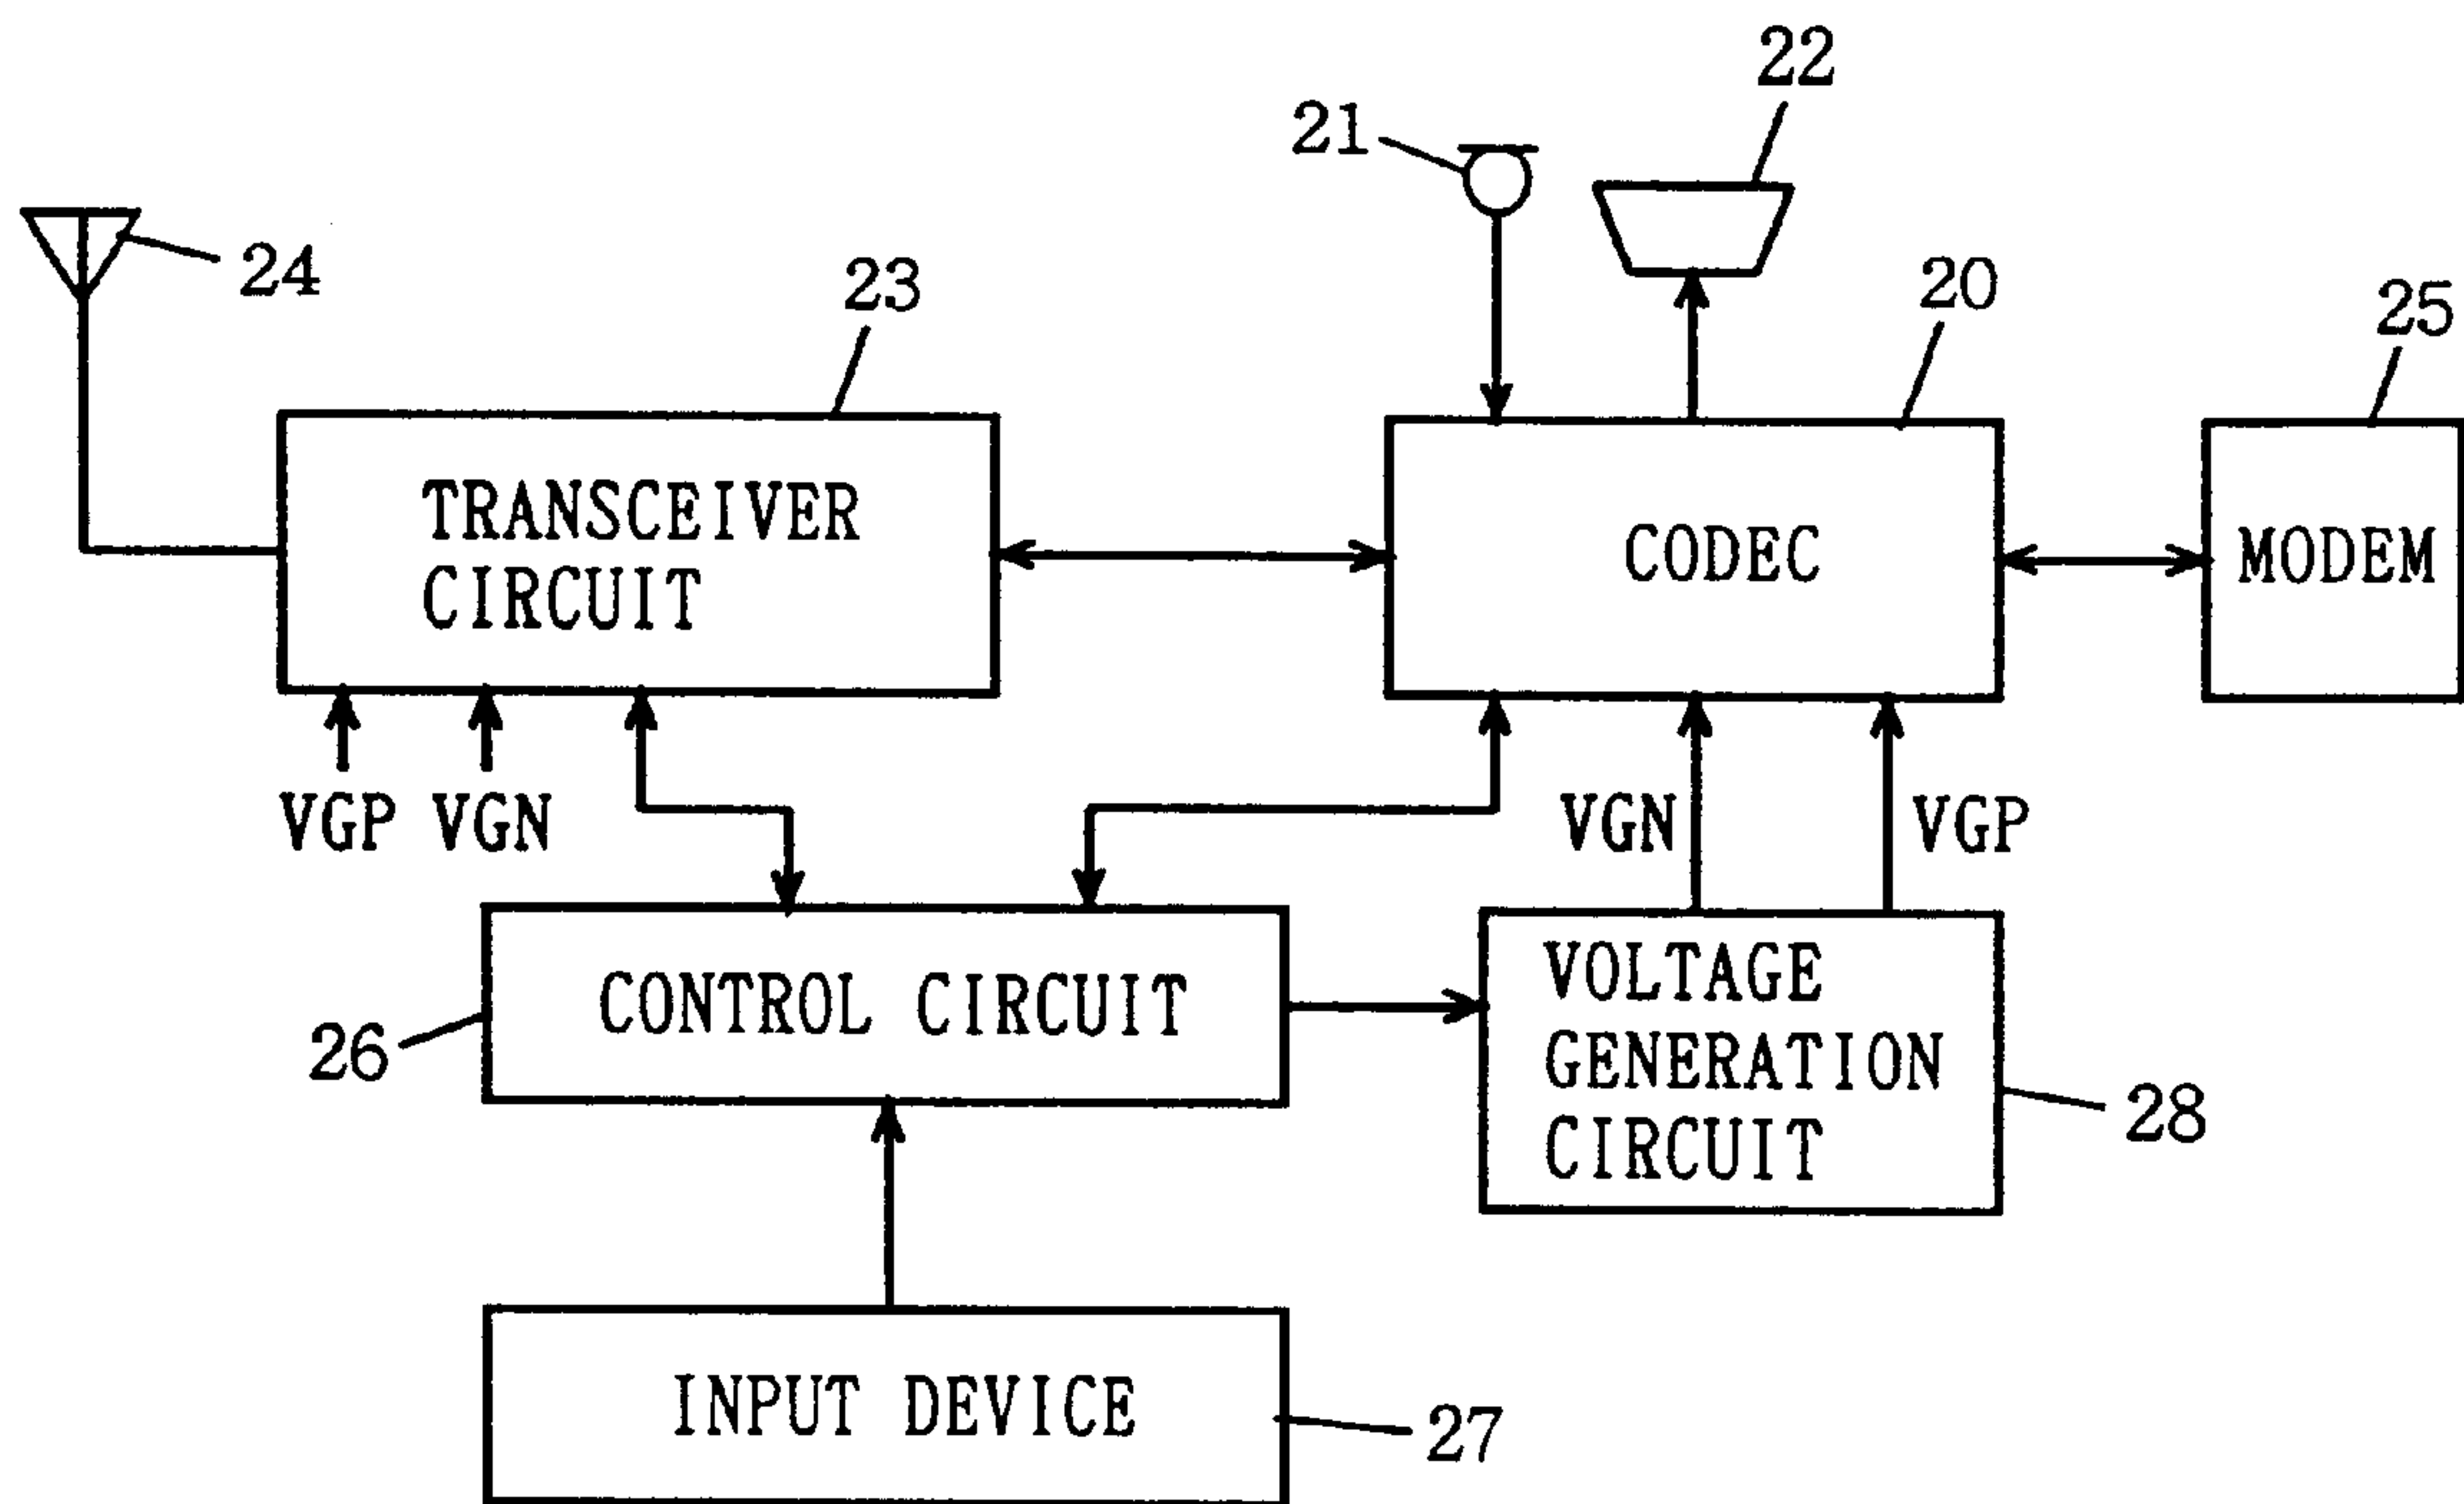 22
21
24
23
20
25
TRANSCEIVER
CIRCUIT
CODEC
MODEM
VGP VGN
VGN
VGP
CONTROL CIRCUIT
26
VOLTAGE
GENERATION
CIRCUIT
28
INPUT DEVICE
27